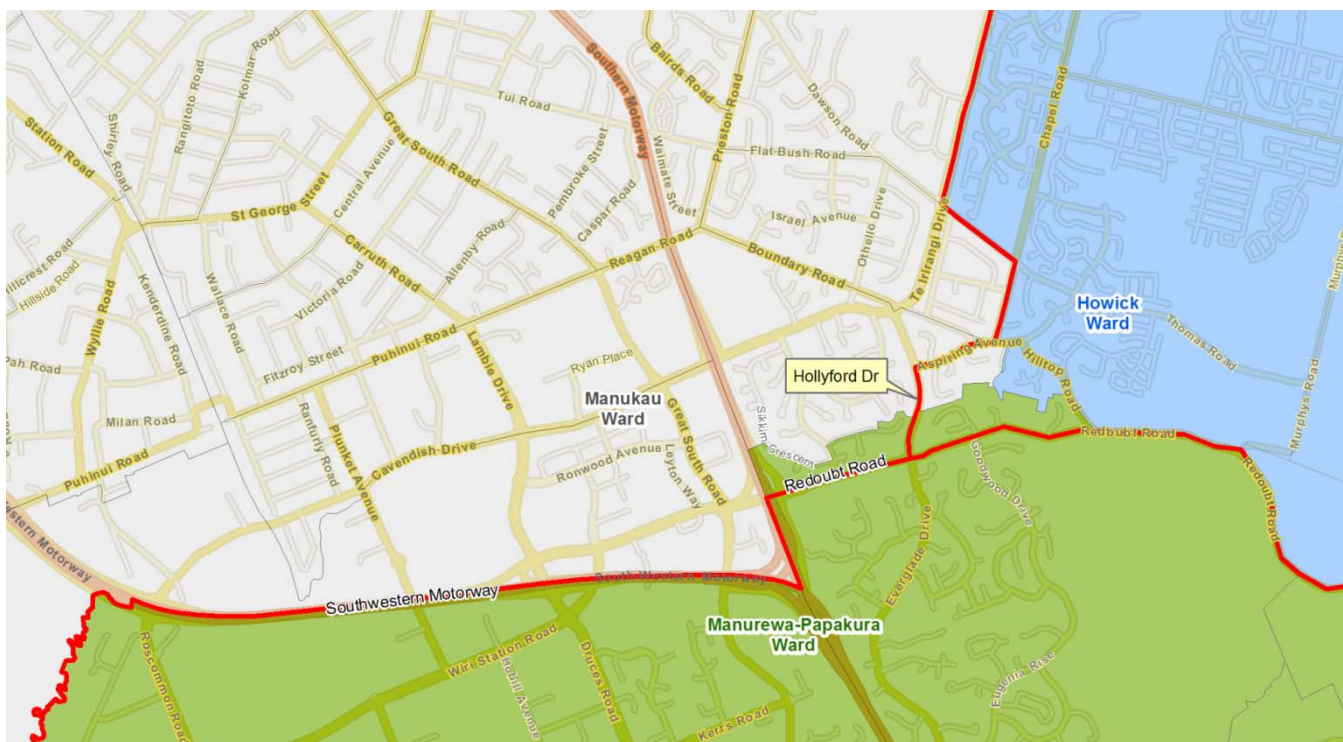 Station Road
Shirley Road
Rangitoto Road
Kolmar Road
Central Avenue
Great South Road
Tui Road
Southern Motorway
Bairds Road
Preston Road
Dawson Road
Chapel Road
Flat Bush Road
Waimate Street
Pembroke Street
Caspar Road
Israel Avenue
Othello Drive
Te Irirangi Drive
St George Street
Carruth Road
Allenby Road
Reagan Road
Boundary Road
Hillcrest Road
Hillside Road
Wyllie Road
Kenderdine Road
Wallace Road
Victoria Road
Howick
Ward
Thomas Road
Murphys Road
Pah Road
Fitzroy Street
Puhinui Road
Lambie Drive
Ryan Place
Aspiring Avenue
Hilltop Road
Hollyford Dr
Manukau
Ward
Great South Road
Sikkim Crescent
Milan Road
Ranfurly Road
Plunket Avenue
Cavendish Drive
Ronwood Avenue
Leyton Way
Puhinui Road
Redoubt Road
Redoubt Road
Redoubt Road
Goodwood Drive
Everglade Drive
estern Motorway
Southwestern Motorway
South-Western Motorway
Manurewa-Papakura
Ward
Roscommon Road
Wiri Station Road
Hobill Avenue
Druces Road
Kerrs Road
Eugenia Rise